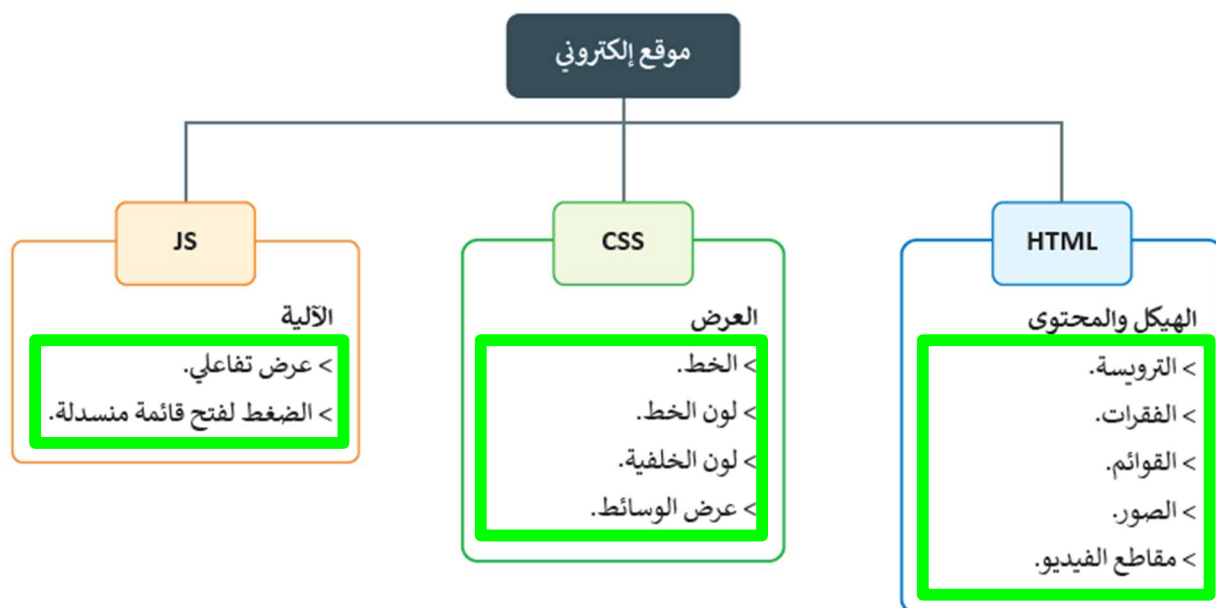 موقع إلكتروني
HTML
الهيكل والمحتوى
> الترويسة.
> الفقرات.
> القوائم.
> الصور.
> مقاطع الفيديو.
CSS
العرض
> الخط.
> لون الخط.
> لون الخلفية.
> عرض الوسائط.
JS
الآلية
> عرض تفاعلي.
> الضغط لفتح قائمة منسدلة.